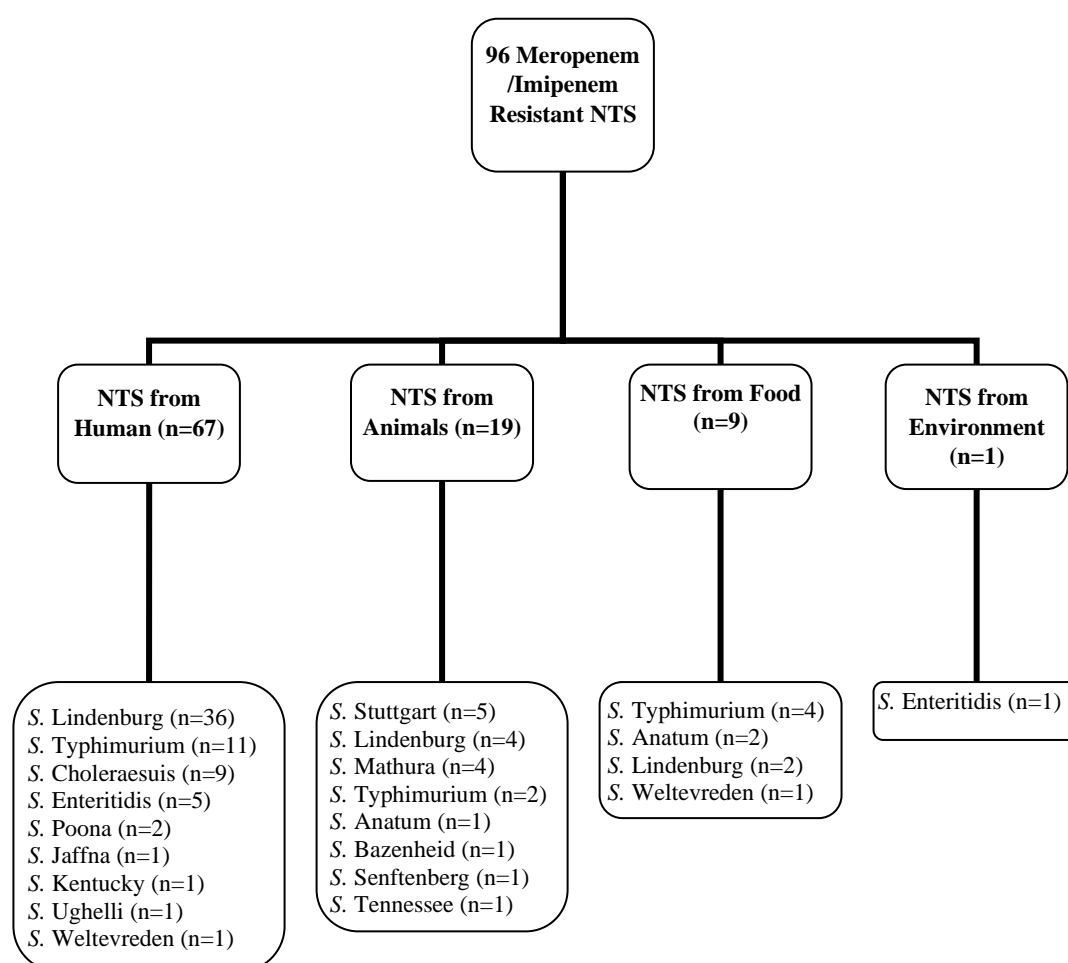 96 Meropenem
/Imipenem
Resistant NTS
NTS from
Human (n=67)
NTS from
Animals (n=19)
NTS from Food
(n=9)
NTS from
Environment
(n=1)
S. Lindenburg (n=36)
S. Typhimurium (n=11)
S. Choleraesuis (n=9)
S. Enteritidis (n=5)
S. Poona (n=2)
S. Jaffna (n=1)
S. Kentucky (n=1)
S. Ughelli (n=1)
S. Weltevreden (n=1)
S. Stuttgart (n=5)
S. Lindenburg (n=4)
S. Mathura (n=4)
S. Typhimurium (n=2)
S. Anatum (n=1)
S. Bazenheid (n=1)
S. Senftenberg (n=1)
S. Tennessee (n=1)
S. Typhimurium (n=4)
S. Anatum (n=2)
S. Lindenburg (n=2)
S. Weltevreden (n=1)
S. Enteritidis (n=1)